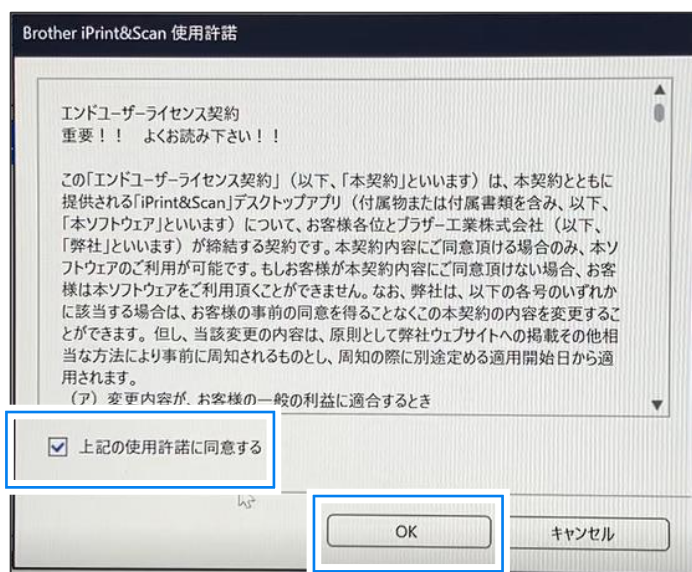 Brother iPrint&Scan 使用許諾
エンドユーザーライセンス契約
重要！！　よくお読み下さい！！
この「エンドユーザーライセンス契約」（以下、「本契約」といいます）は、本契約とともに
提供される「iPrint&Scan」デスクトップアプリ（付属物または付属書類を含み、以下、
「本ソフトウェア」といいます）について、お客様各位とブラザー工業株式会社（以下、
「弊社」といいます）が締結する契約です。本契約内容にご同意頂ける場合のみ、本ソ
フトウェアのご利用が可能です。もしお客様が本契約内容にご同意頂けない場合、お客
様は本ソフトウェアをご利用頂くことができません。なお、弊社は、以下の各号のいずれか
に該当する場合は、お客様の事前の同意を得ることなくこの本契約の内容を変更するこ
とができます。但し、当該変更の内容は、原則として弊社ウェブサイトへの掲載その他相
当な方法により事前に周知されるものとし、周知の際に別途定める適用開始日から適
用されます。
（ア）変更内容が、お客様の一般の利益に適合するとき
上記の使用許諾に同意する
OK
キャンセル